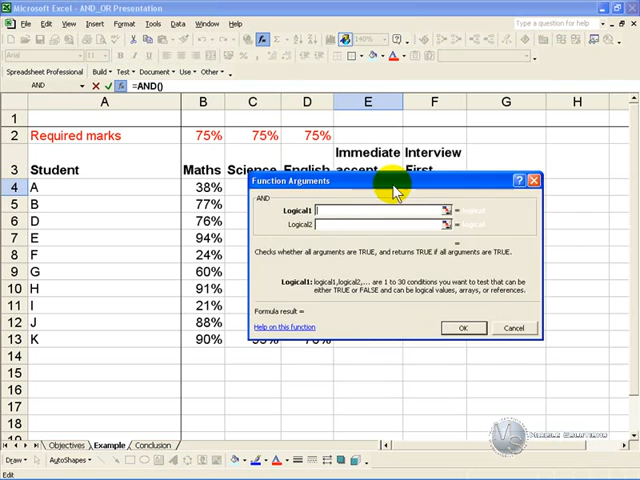 Microsoft Excel - AND_OR Presentation
File Edit View Insert Format Tools Data Window Help
Type a question for help
140%
Spreadsheet Professional Build Test Document Use Other
AND =AND()
A B C D E F G H
1
2 Required marks 75% 75% 75%
Immediate Interview
3 Student Maths Science English accept First
4 A 38%
5 B 77%
6 D 76%
7 E 94%
8 F 24%
9 G 60%
10 H 91%
11 I 21%
12 J 88%
13 K 90%
14
15
16
17
18
Function Arguments
AND
Logical1 = logical
Logical2 = logical
=
Checks whether all arguments are TRUE, and returns TRUE if all arguments are TRUE.
Logical1: logical1,logical2,... are 1 to 30 conditions you want to test that can be
either TRUE or FALSE and can be logical values, arrays, or references.
Formula result =
Help on this function
OK Cancel
Objectives Example Conclusion
Draw AutoShapes
Edit